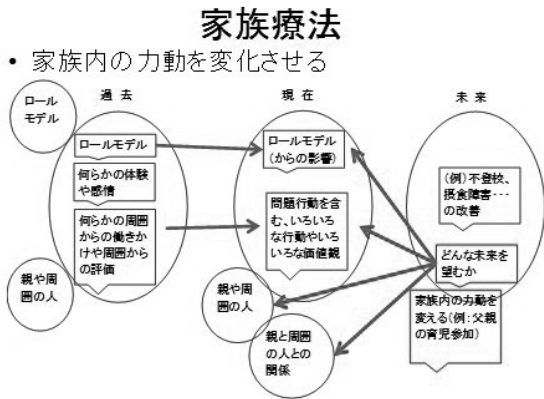 家族療法
• 家族内の力動を変化させる
過 去
現 在
未 来
ロール
モデル
ロールモデル
何らかの体験
や感情
何らかの周囲
からの働きか
けや周囲から
の評価
親や周
囲の人
ロールモデル
(からの影響)
問題行動を含
む、いろいろ
な行動やいろ
いろな価値観
親や周
囲の人
親と周囲
の人との
関係
(例)不登校、
摂食障害・・・
の改善
どんな未来を
望むか
家族内の力動を
変える(例:父親
の育児参加)